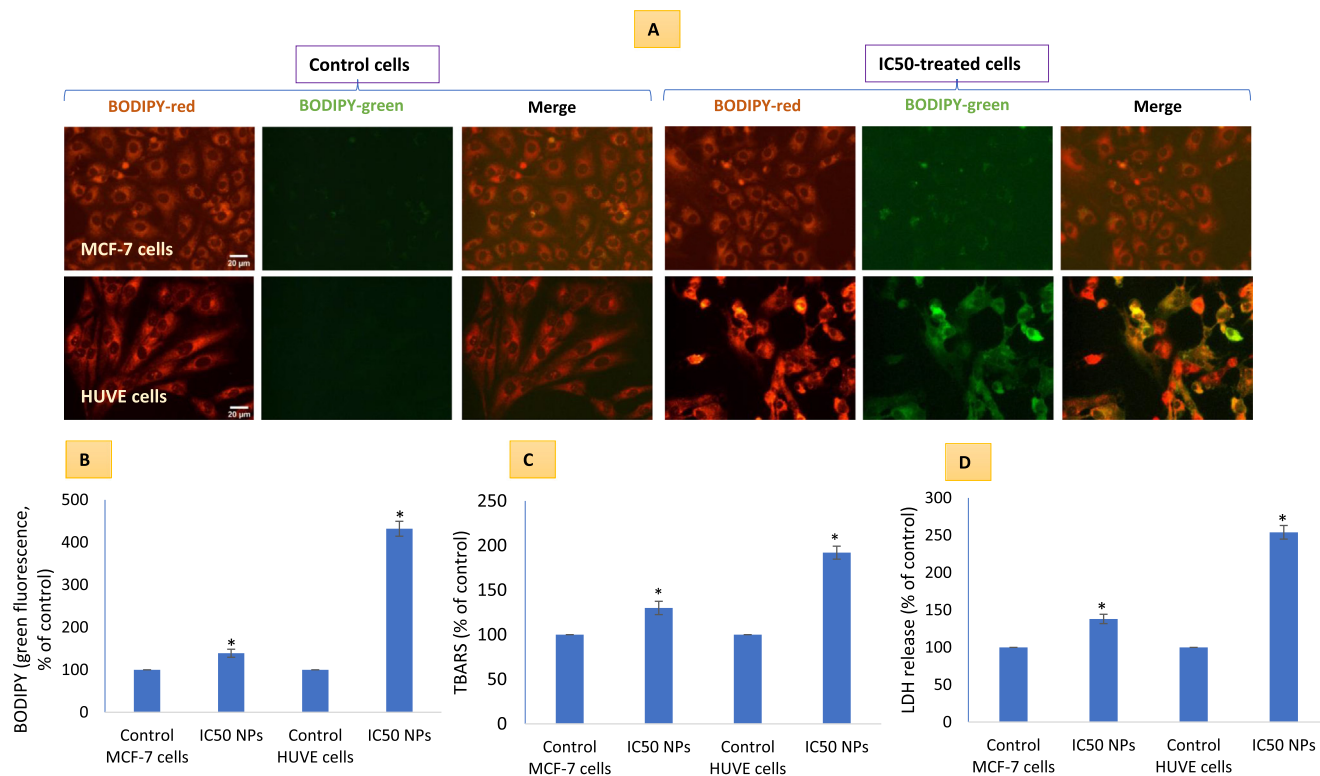 A
Control cells
IC50-treated cells
BODIPY-red
BODIPY-green
Merge
BODIPY-red
BODIPY-green
Merge
MCF-7 cells
20 µm
HUVE cells
20 µm
B
BODIPY (green fluorescence,
% of control)
500
400
300
200
100
0
*
*
Control
MCF-7 cells
IC50 NPs
Control
HUVE cells
IC50 NPs
C
TBARS (% of control)
250
200
150
100
50
0
*
*
Control
MCF-7 cells
IC50 NPs
Control
HUVE cells
IC50 NPs
D
LDH release (% of control)
300
250
200
150
100
50
0
*
*
Control
MCF-7 cells
IC50 NPs
Control
HUVE cells
IC50 NPs